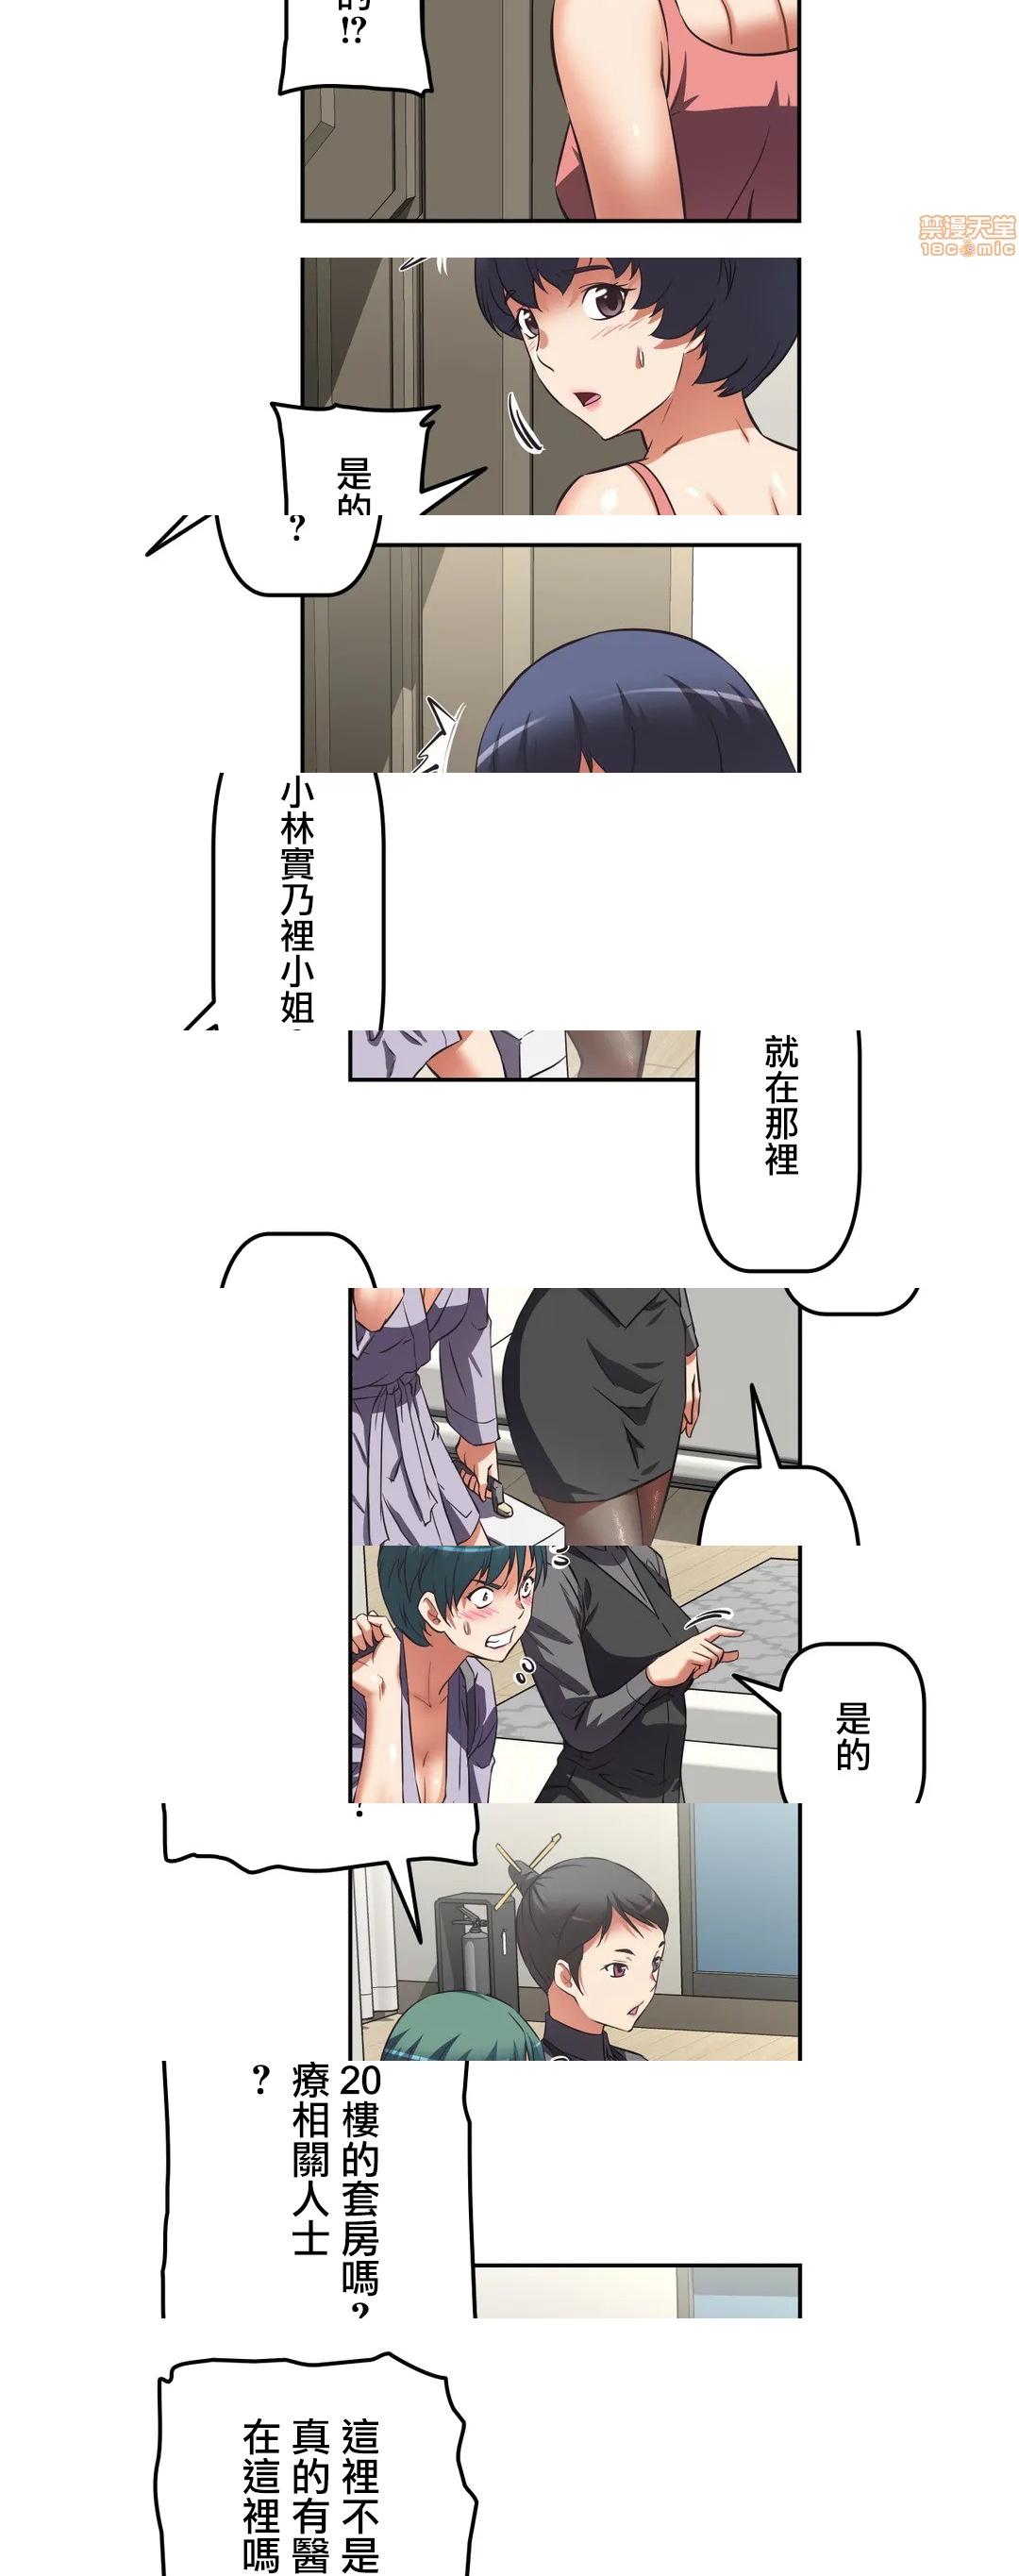 的
!?
禁漫天堂
18comic
是的
?
小林實乃裡小姐
就在那裡
是的
?
20樓的套房嗎?
療相關人士
?
這裡不是
真的有醫
在這裡嗎